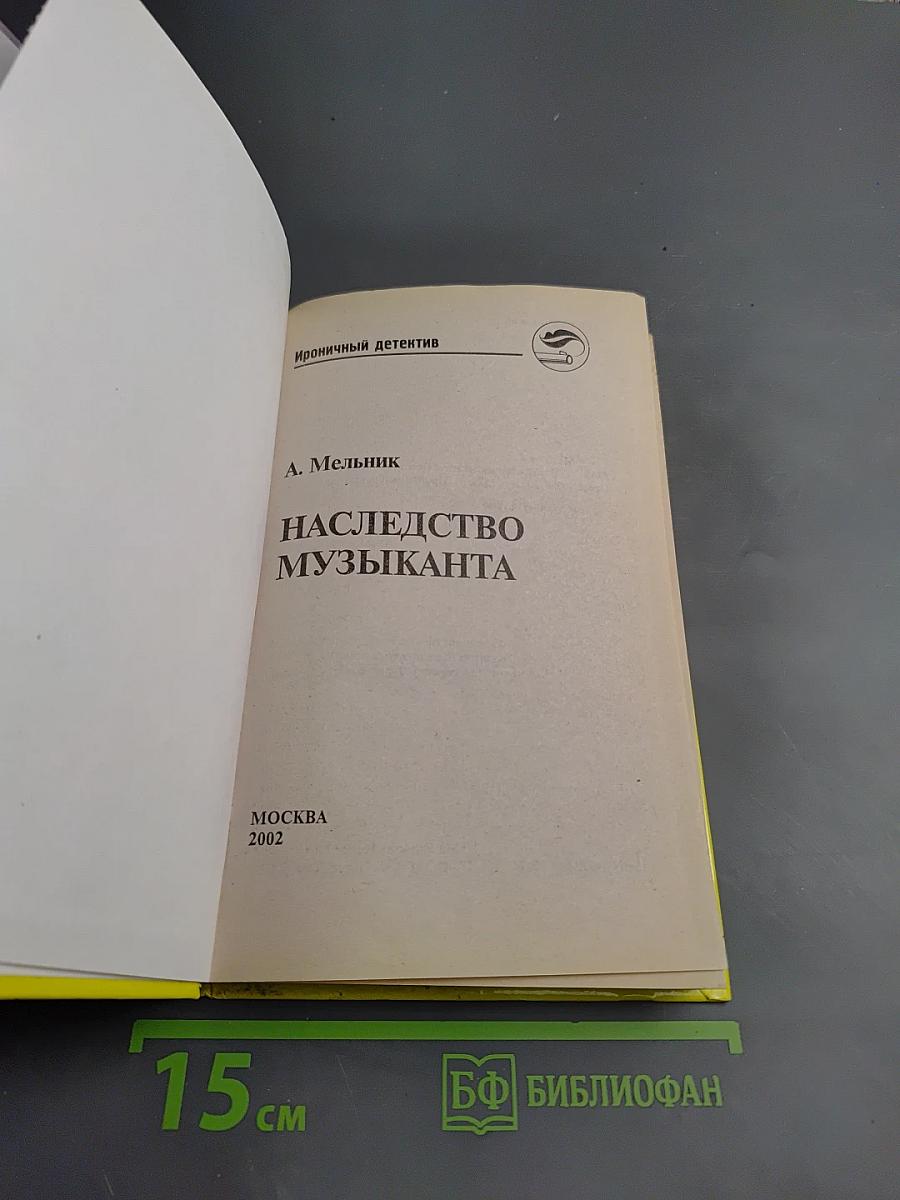 Ироничный детектив
А. Мельник
НАСЛЕДСТВО
МУЗЫКАНТА
МОСКВА
2002
15 см
БФ БИБЛИОФАН